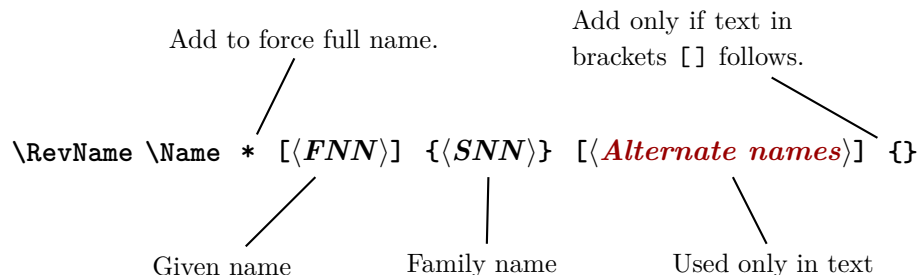 Add to force full name.
Add only if text in
brackets [] follows.
\RevName \Name * [⟨FNN⟩] {⟨SNN⟩} [⟨Alternate names⟩] {}
Given name
Family name
Used only in text